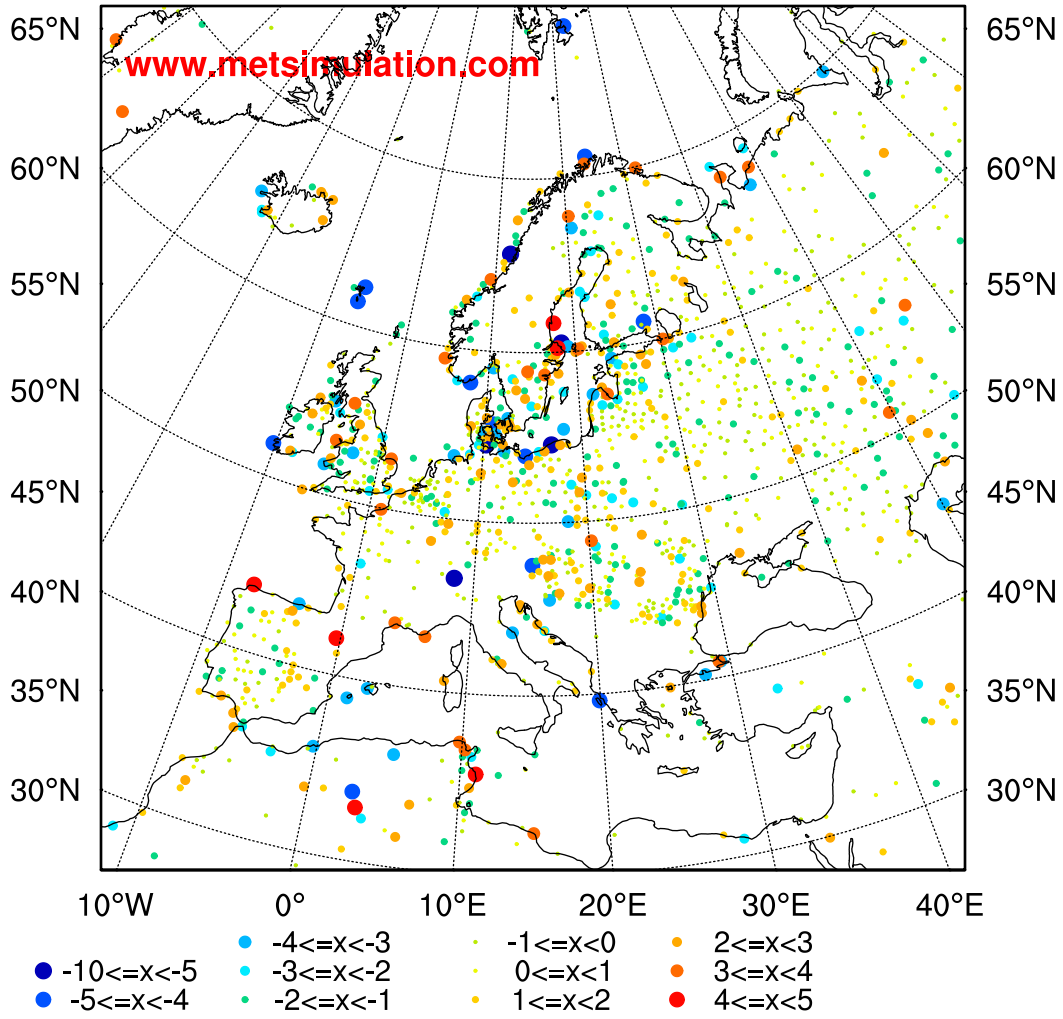 www.metsimulation.com
65°N 65°N
60°N 60°N
55°N 55°N
50°N 50°N
45°N 45°N
40°N 40°N
35°N 35°N
30°N 30°N
10°W 0° 10°E 20°E 30°E 40°E
-4<=x<-3 -1<=x<0 2<=x<3
-10<=x<-5 -3<=x<-2 0<=x<1 3<=x<4
-5<=x<-4 -2<=x<-1 1<=x<2 4<=x<5